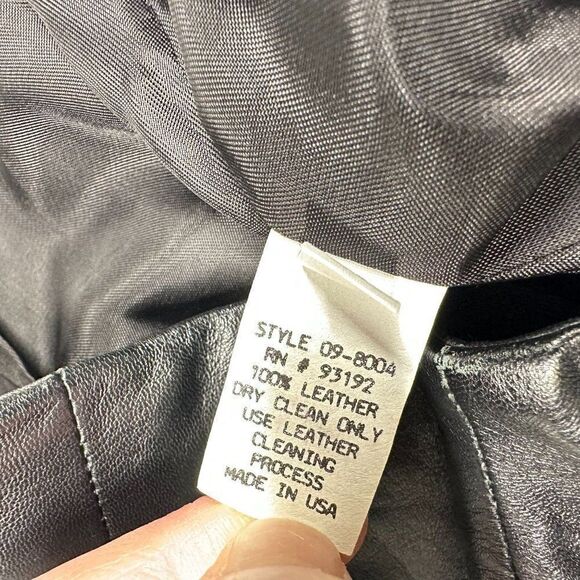 STYLE 09-8004
RN # 93192
100% LEATHER
DRY CLEAN ONLY
USE LEATHER
CLEANING
PROCESS
MADE IN USA